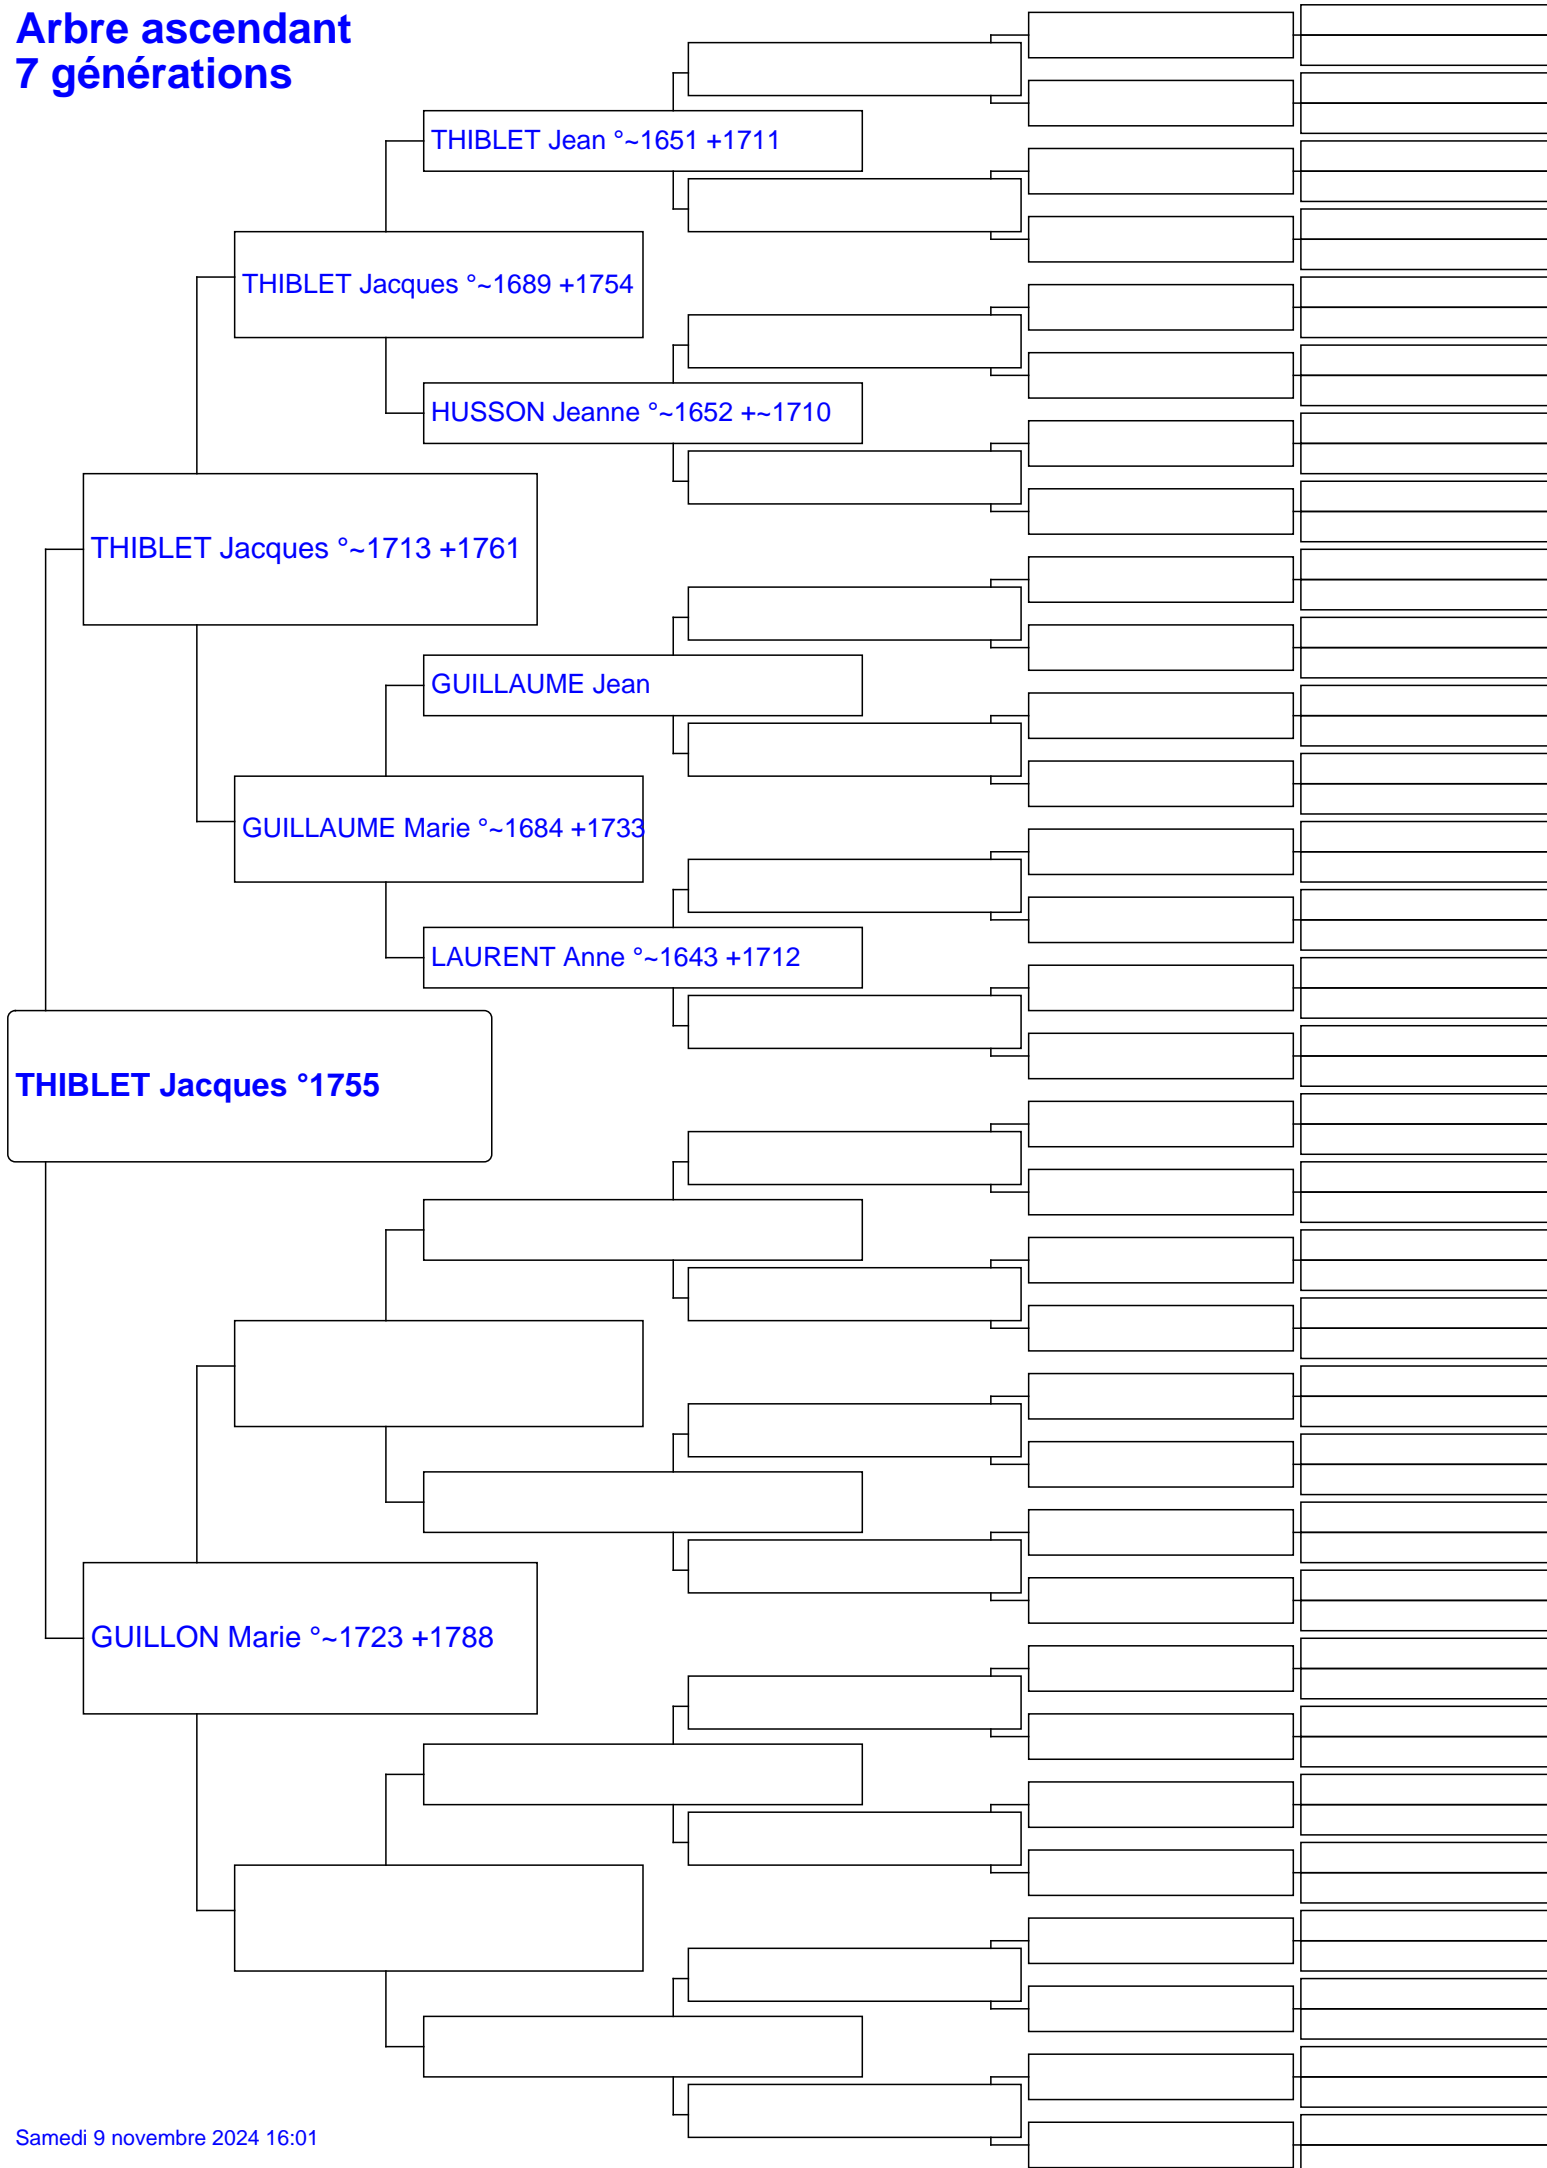 Arbre ascendant
7 générations
THIBLET Jean °~1651 +1711
THIBLET Jacques °~1689 +1754
HUSSON Jeanne °~1652 +~1710
THIBLET Jacques °~1713 +1761
GUILLAUME Jean
GUILLAUME Marie °~1684 +1733
LAURENT Anne °~1643 +1712
THIBLET Jacques °1755
GUILLON Marie °~1723 +1788
Samedi 9 novembre 2024 16:01